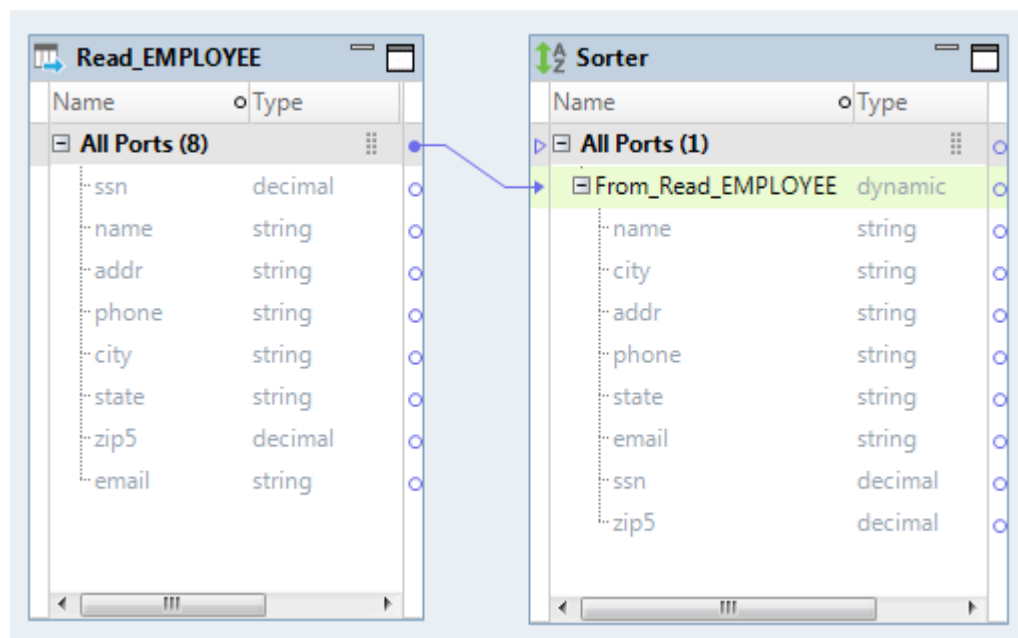 Read_EMPLOYEE
Name Type
All Ports (8)
ssn decimal
name string
addr string
phone string
city string
state string
zip5 decimal
email string
Sorter
Name Type
All Ports (1)
From_Read_EMPLOYEE dynamic
name string
city string
addr string
phone string
state string
email string
ssn decimal
zip5 decimal